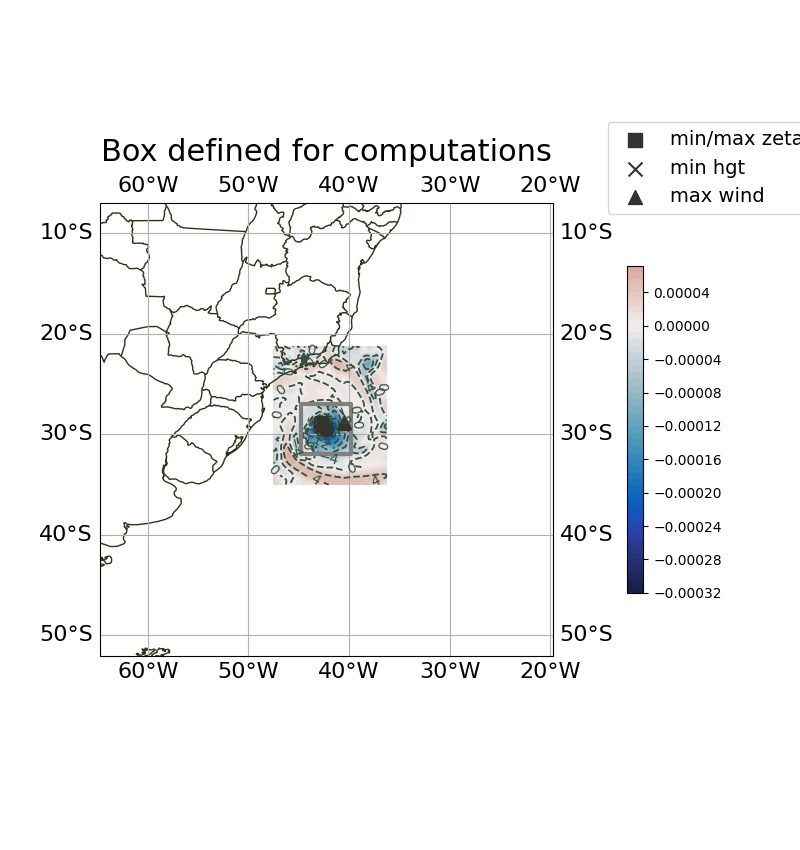 Box defined for computations
min/max zeta
min hgt
max wind
60°W 50°W 40°W 30°W 20°W
10°S 10°S
20°S 20°S
30°S 30°S
40°S 40°S
50°S 50°S
60°W 50°W 40°W 30°W 20°W
0.00004
0.00000
−0.00004
−0.00008
−0.00012
−0.00016
−0.00020
−0.00024
−0.00028
−0.00032